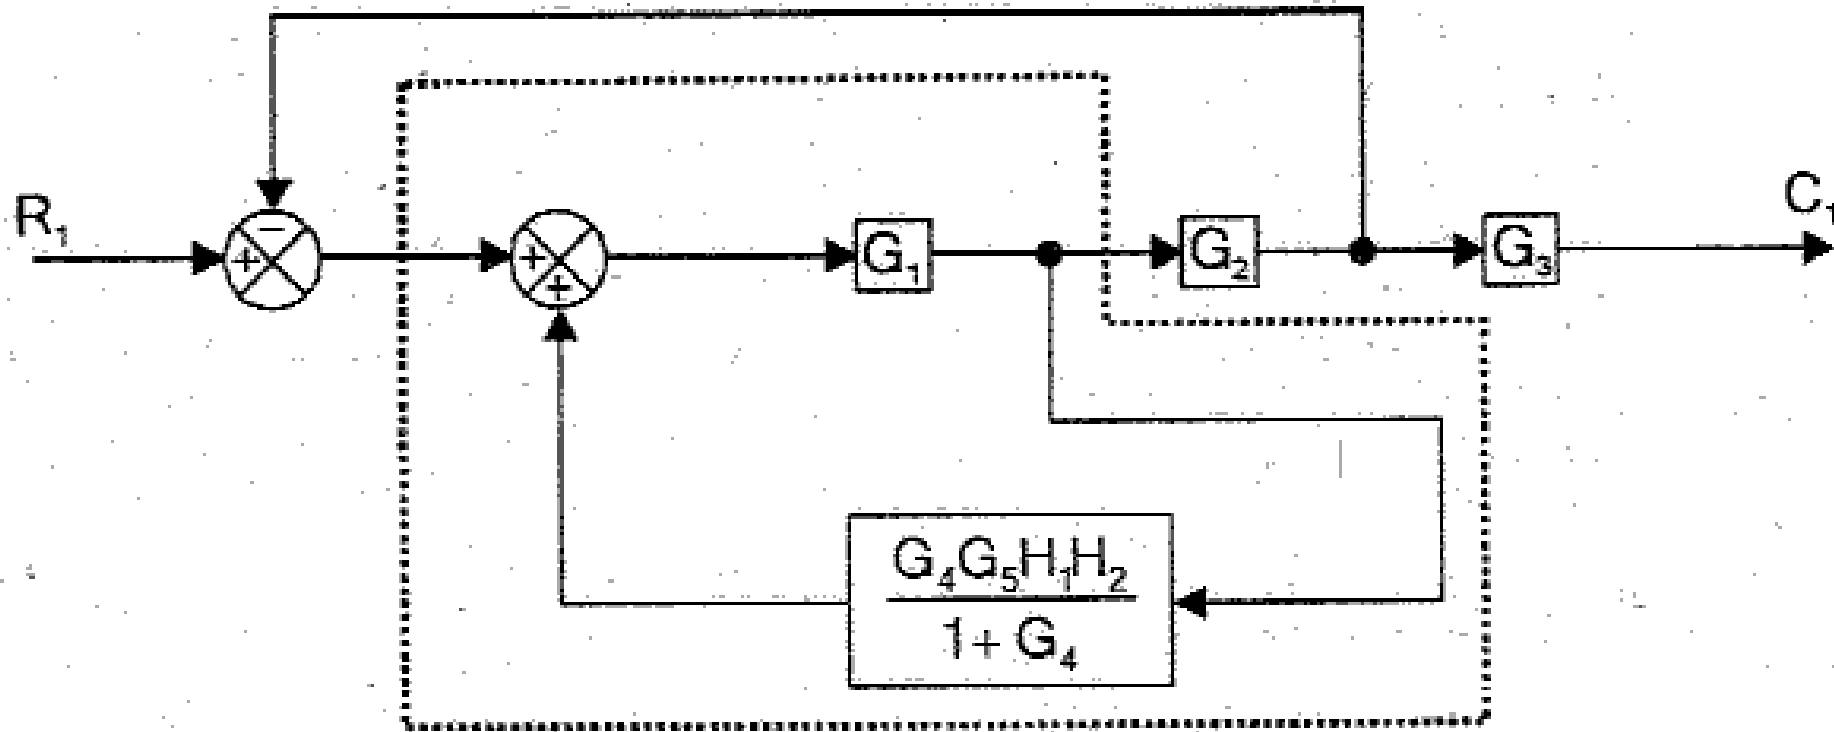 R₁
−
+
+
+
G₁
G₂
G₃
C₁
G₄G₅H₁H₂
1+ G₄